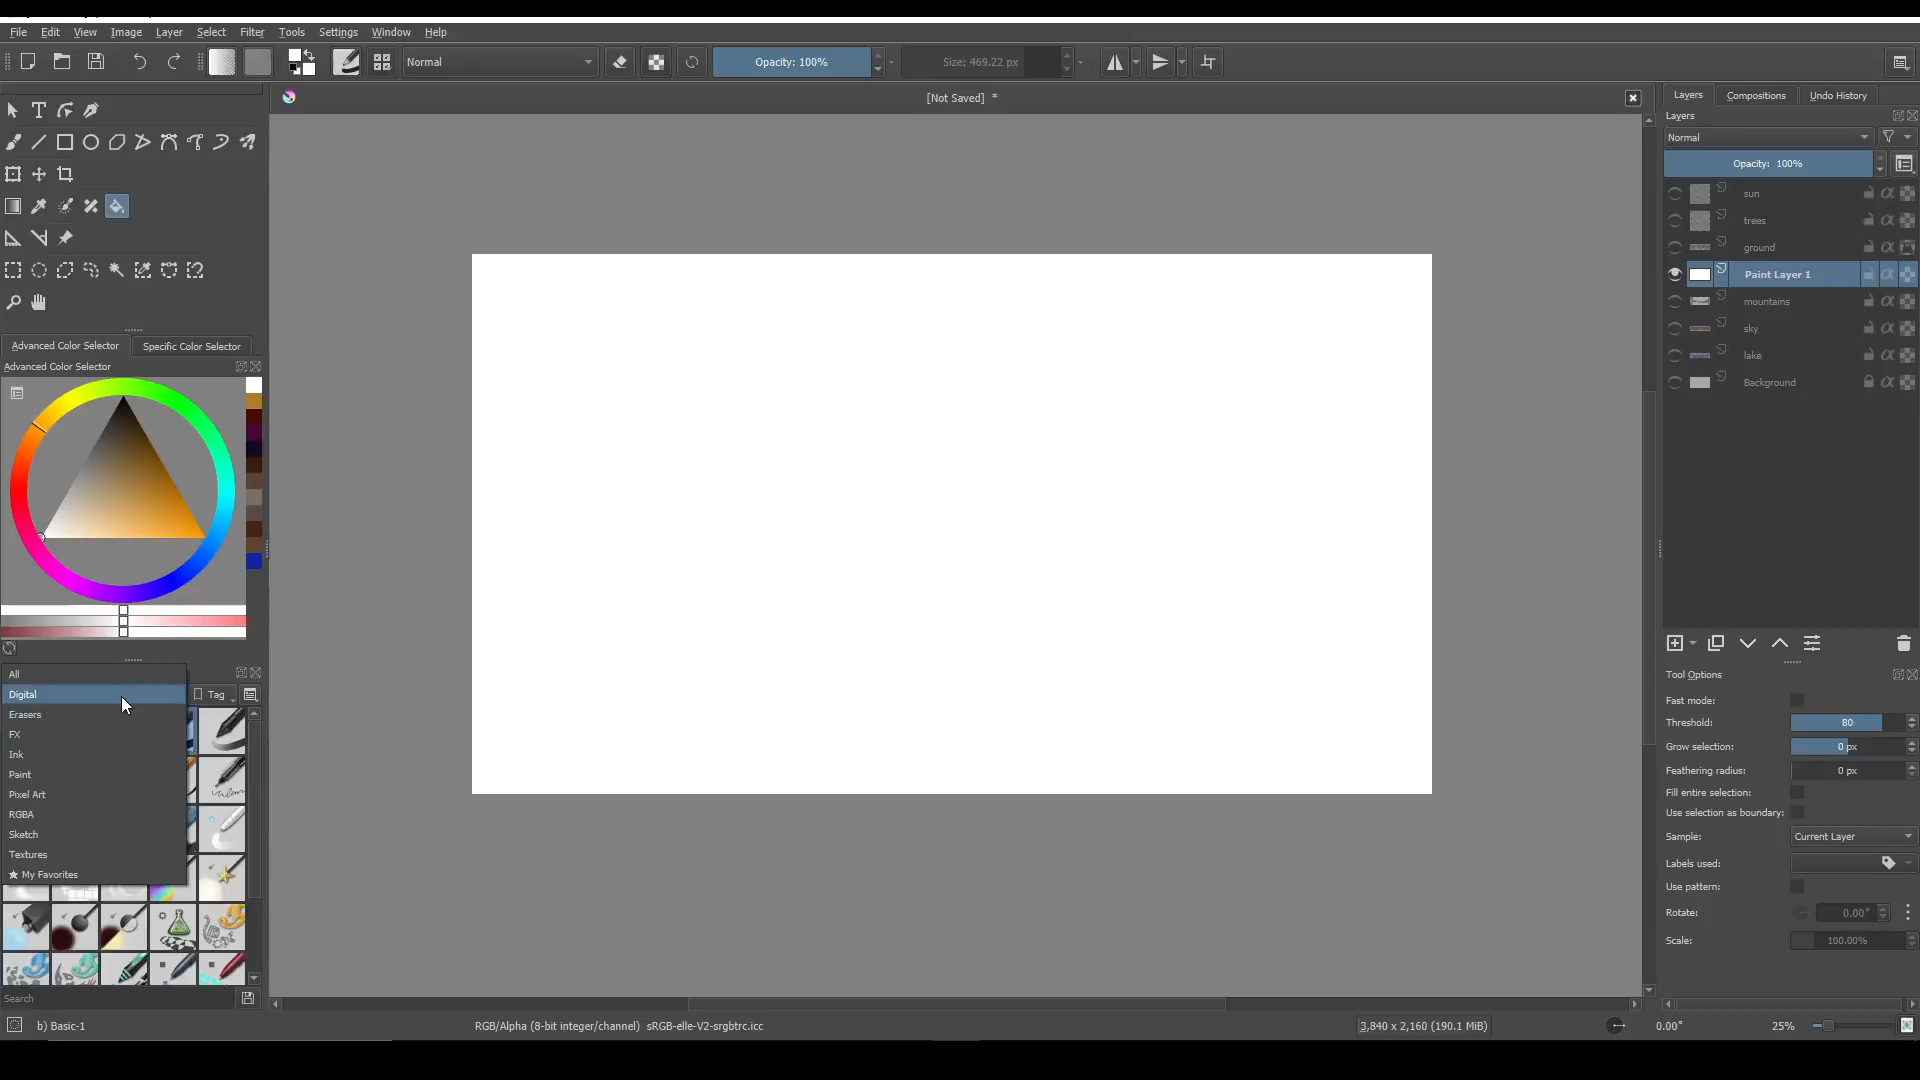 File Edit View Image Layer Filter Tools Settings Window Help
Normal Opacity: 100% Size: 469.22 px
[Not Saved] *
Layers Compositions Undo History
Layers
Normal
Opacity: 100%
sun
trees
ground
Paint Layer 1
mountains
sky
lake
Background
Advanced Color Selector Specific Color Selector
Advanced Color Selector
All
Digital
Erasers
FX
Ink
Paint
Pixel Art
RGBA
Sketch
Textures
My Favorites
Tag
Search
Tool Options
Fast mode:
Threshold: 80
Grow selection: 0 px
Feathering radius: 0 px
Fill entire selection:
Use selection as boundary:
Sample: Current Layer
Labels used:
Use pattern:
Rotate: 0.00°
Scale: 100.00%
b) Basic-1 RGB/Alpha (8-bit integer/channel) sRGB-elle-V2-srgbtrc.icc 3,840 x 2,160 (190.1 MiB) 0.00° 25%